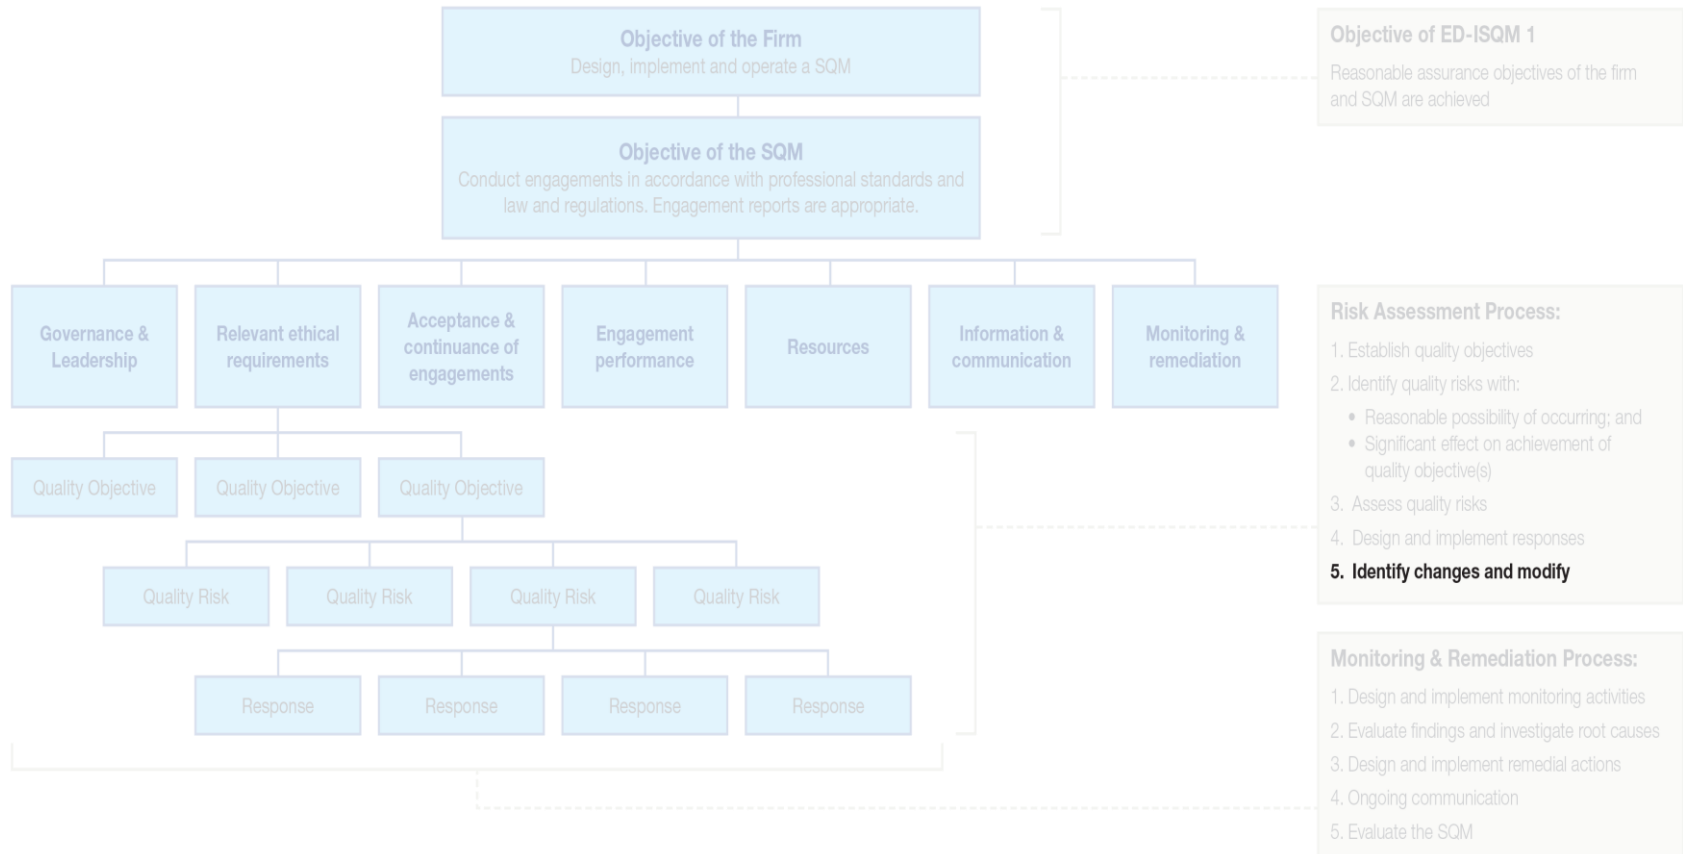 Objective of the Firm
Design, implement and operate a SQM
Objective of the SQM
Conduct engagements in accordance with professional standards and
law and regulations. Engagement reports are appropriate.
Objective of ED-ISQM 1
Reasonable assurance objectives of the firm
and SQM are achieved
Governance &
Leadership
Relevant ethical
requirements
Acceptance &
continuance of
engagements
Engagement
performance
Resources
Information &
communication
Monitoring &
remediation
Quality Objective
Quality Objective
Quality Objective
Quality Risk
Quality Risk
Quality Risk
Quality Risk
Response
Response
Response
Response
Risk Assessment Process:
1. Establish quality objectives
2. Identify quality risks with:
• Reasonable possibility of occurring; and
• Significant effect on achievement of
quality objective(s)
3. Assess quality risks
4. Design and implement responses
5. Identify changes and modify
Monitoring & Remediation Process:
1. Design and implement monitoring activities
2. Evaluate findings and investigate root causes
3. Design and implement remedial actions
4. Ongoing communication
5. Evaluate the SQM